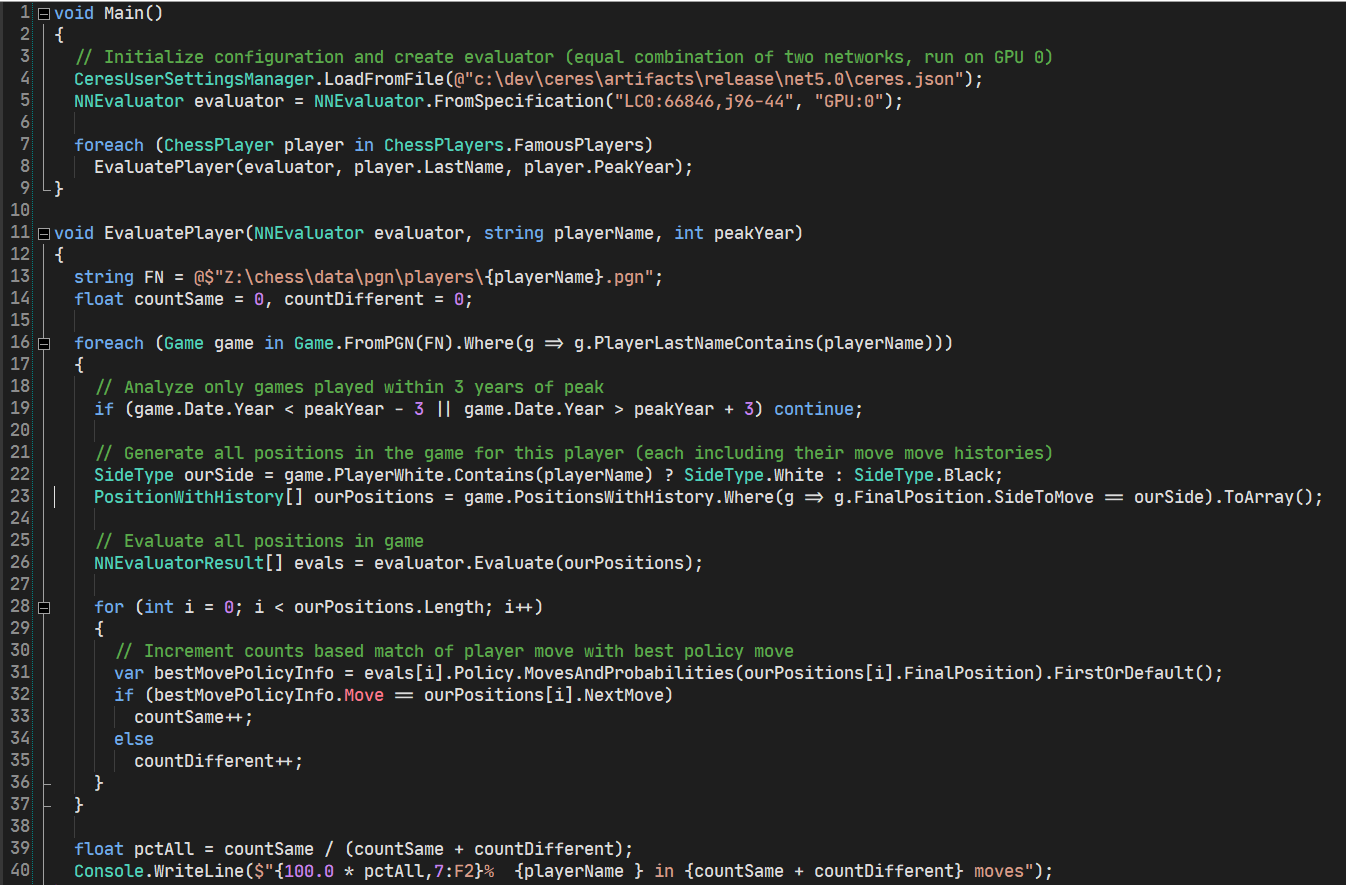 1 void Main()
2 {
3 // Initialize configuration and create evaluator (equal combination of two networks, run on GPU 0)
4 CeresUserSettingsManager.LoadFromFile(@"c:\dev\ceres\artifacts\release\net5.0\ceres.json");
5 NNEvaluator evaluator = NNEvaluator.FromSpecification("LC0:66846,j96-44", "GPU:0");
6
7 foreach (ChessPlayer player in ChessPlayers.FamousPlayers)
8 EvaluatePlayer(evaluator, player.LastName, player.PeakYear);
9 }
10
11 void EvaluatePlayer(NNEvaluator evaluator, string playerName, int peakYear)
12 {
13 string FN = @$"Z:\chess\data\pgn\players\{playerName}.pgn";
14 float countSame = 0, countDifferent = 0;
15
16 foreach (Game game in Game.FromPGN(FN).Where(g => g.PlayerLastNameContains(playerName)))
17 {
18 // Analyze only games played within 3 years of peak
19 if (game.Date.Year < peakYear - 3 || game.Date.Year > peakYear + 3) continue;
20
21 // Generate all positions in the game for this player (each including their move move histories)
22 SideType ourSide = game.PlayerWhite.Contains(playerName) ? SideType.White : SideType.Black;
23 PositionWithHistory[] ourPositions = game.PositionsWithHistory.Where(g => g.FinalPosition.SideToMove == ourSide).ToArray();
24
25 // Evaluate all positions in game
26 NNEvaluatorResult[] evals = evaluator.Evaluate(ourPositions);
27
28 for (int i = 0; i < ourPositions.Length; i++)
29 {
30 // Increment counts based match of player move with best policy move
31 var bestMovePolicyInfo = evals[i].Policy.MovesAndProbabilities(ourPositions[i].FinalPosition).FirstOrDefault();
32 if (bestMovePolicyInfo.Move == ourPositions[i].NextMove)
33 countSame++;
34 else
35 countDifferent++;
36 }
37 }
38
39 float pctAll = countSame / (countSame + countDifferent);
40 Console.WriteLine($"{100.0 * pctAll,7:F2}%  {playerName } in {countSame + countDifferent} moves");